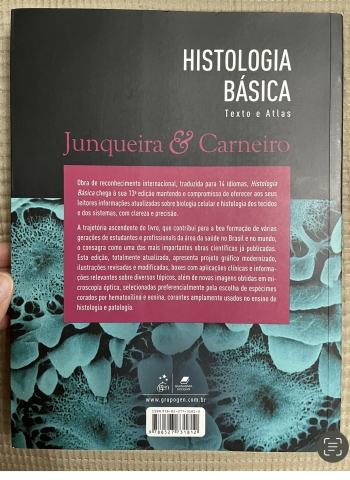 HISTOLOGIA
BÁSICA
Texto e Atlas
Junqueira & Carneiro
Obra de reconhecimento internacional, traduzida para 14 idiomas, Histologia
Básica chega à sua 13ª edição mantendo o compromisso de oferecer aos seus
leitores informações atualizadas sobre biologia celular e histologia dos tecidos
e dos sistemas, com clareza e precisão.
A trajetória ascendente do livro, que contribui para a boa formação de várias
gerações de estudantes e profissionais da área da saúde no Brasil e no mundo,
o consagra como uma das mais importantes obras científicas já publicadas.
Esta edição, totalmente atualizada, apresenta projeto gráfico modernizado,
ilustrações revisadas e modificadas, boxes com aplicações clínicas e informa-
ções relevantes sobre diversos tópicos, além de novas imagens obtidas em mi-
croscopia óptica, selecionadas preferencialmente pela escolha de espécimes
corados por hematoxilina e eosina, corantes amplamente usados no ensino de
histologia e patologia.
gen
www.grupogen.com.br